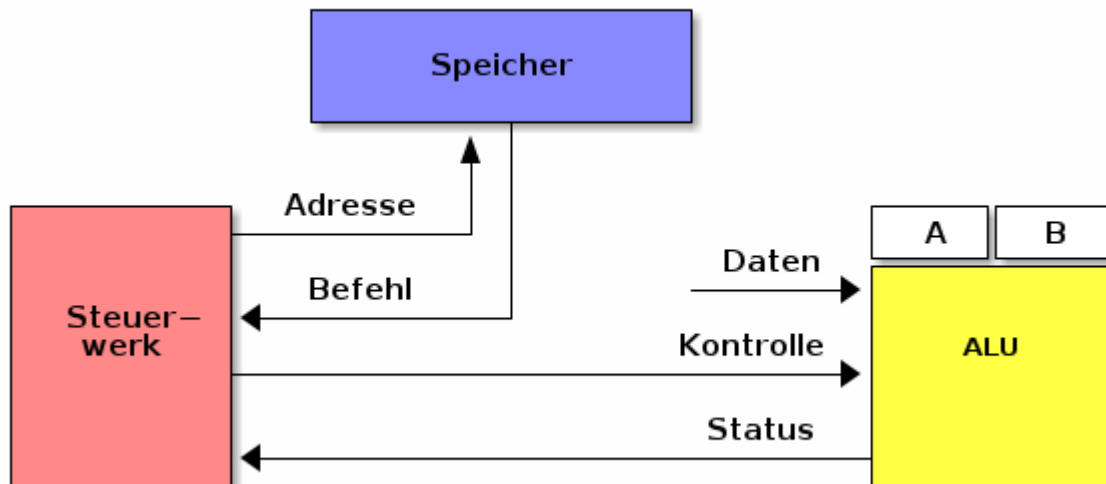 Speicher
Adresse
A
B
Daten
Befehl
Steuer−
werk
Kontrolle
ALU
Status